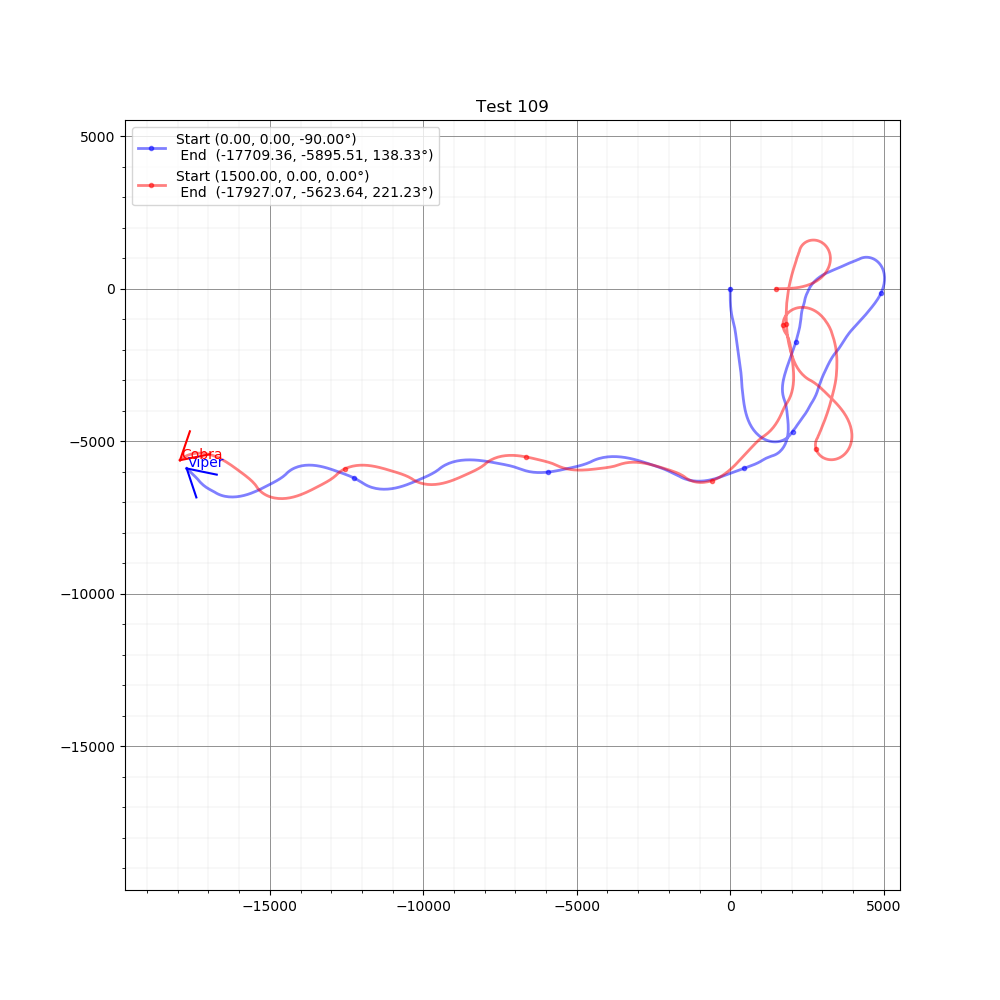 Test 109
Start (0.00, 0.00, -90.00°)
End (-17709.36, -5895.51, 138.33°)
Start (1500.00, 0.00, 0.00°)
End (-17927.07, -5623.64, 221.23°)
5000
0
−5000
−10000
−15000
Cobra
Viper
−15000
−10000
−5000
0
5000